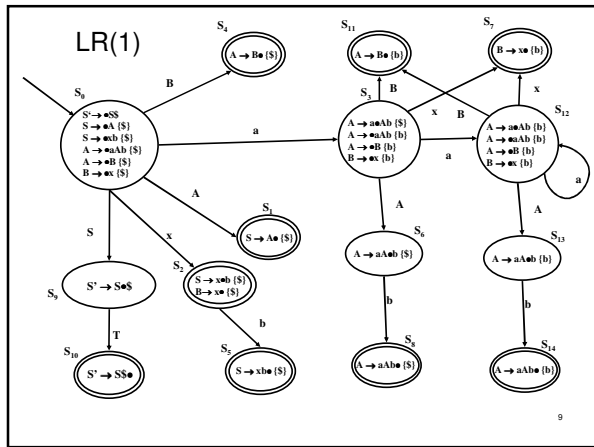 LR(1)
S4
A → B● {$}
S11
A → B● {b}
S7
B → x● {b}
S0
S' → ●S$
S → ●A {$}
S → ●xb {$}
A → ●aAb {$}
A → ●B {$}
B → ●x {$}
B
a
S3
A → a●Ab {$}
A → ●aAb {b}
A → ●B {b}
B → ●x {b}
B
x
B
x
a
S12
A → a●Ab {b}
A → ●aAb {b}
A → ●B {b}
B → ●x {b}
a
S
x
A
S1
S → A● {$}
A
S6
A → aA●b {$}
A
S13
A → aA●b {b}
S9
S' → S●$
S2
S → x●b {$}
B → x● {$}
T
b
b
b
S10
S' → S$●
S5
S → xb● {$}
S8
A → aAb● {$}
S14
A → aAb● {b}
9